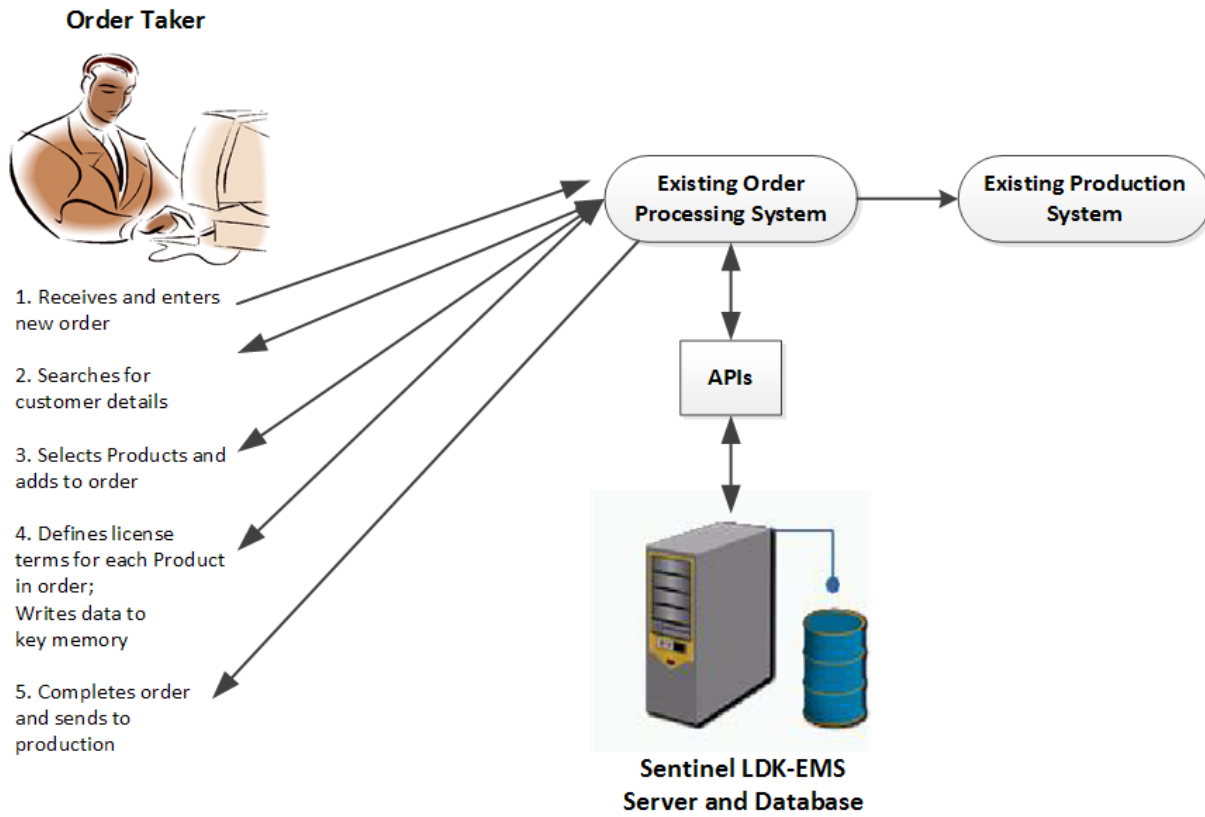 Order Taker
Existing Order
Processing System
Existing Production
System
1. Receives and enters
new order
2. Searches for
customer details
APIs
3. Selects Products and
adds to order
4. Defines license
terms for each Product
in order;
Writes data to
key memory
5. Completes order
and sends to
production
Sentinel LDK-EMS
Server and Database